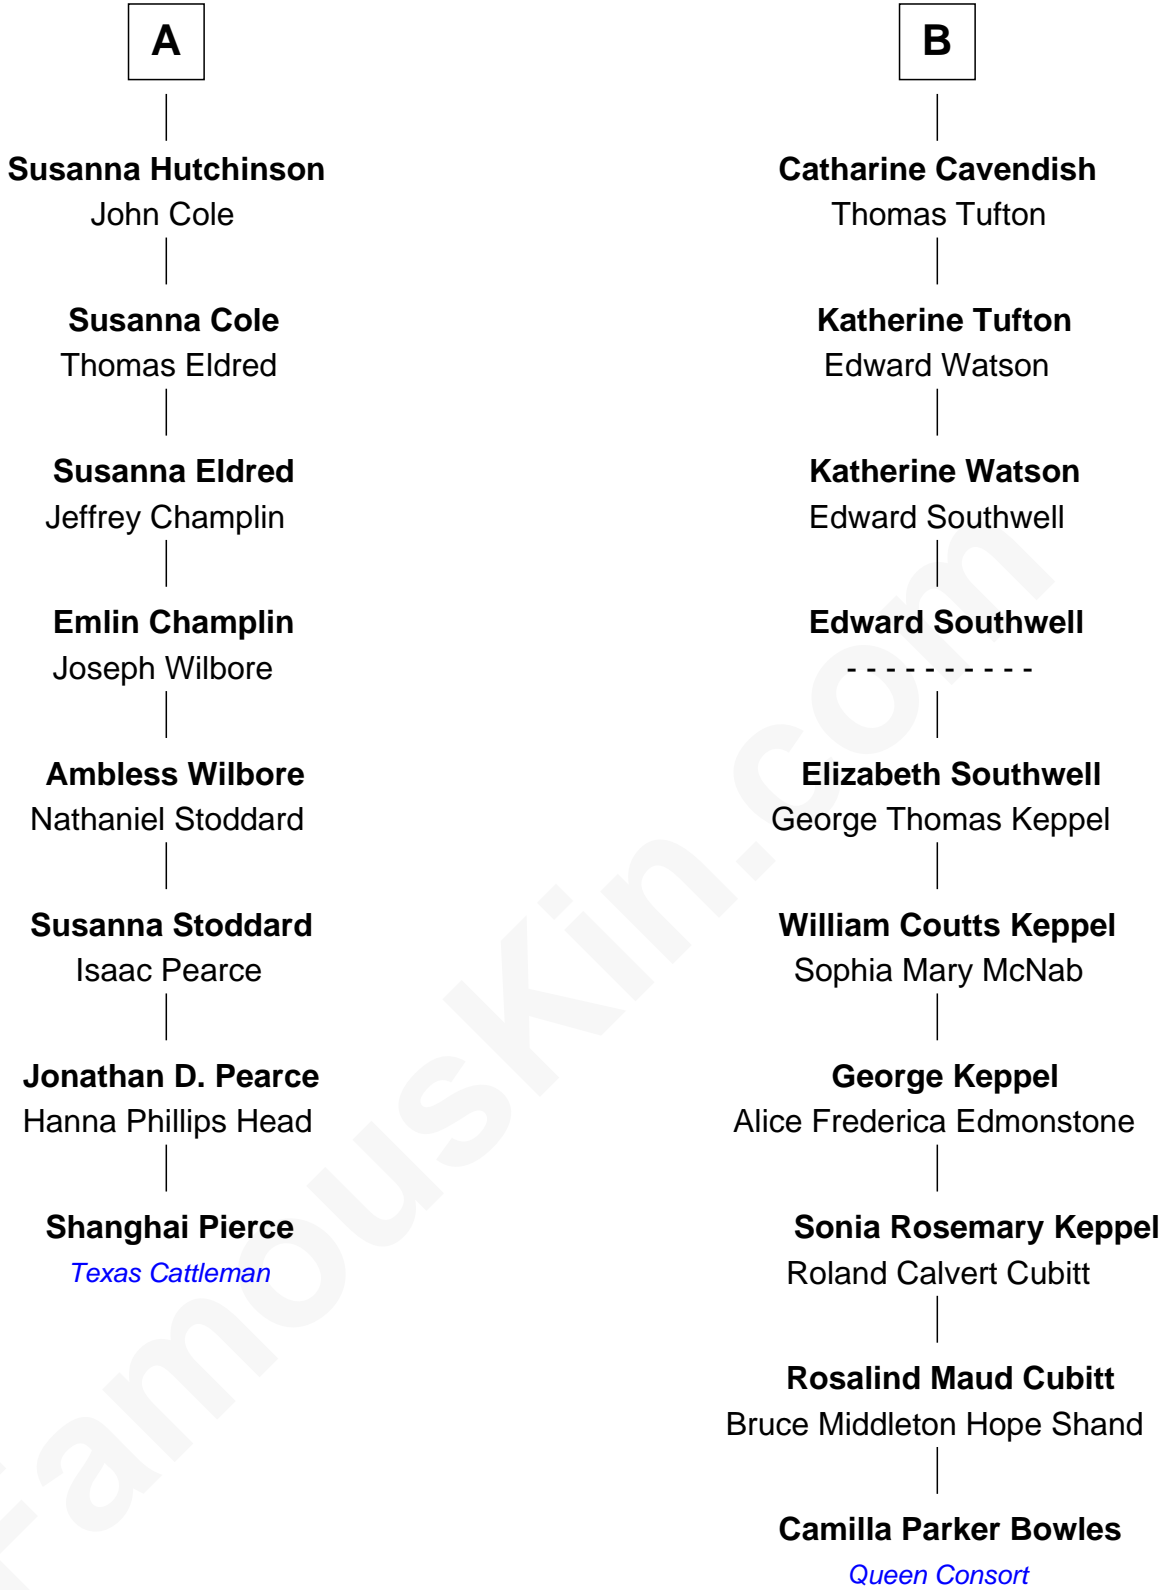 A
Susanna Hutchinson
John Cole
Susanna Cole
Thomas Eldred
Susanna Eldred
Jeffrey Champlin
Emlin Champlin
Joseph Wilbore
Ambless Wilbore
Nathaniel Stoddard
Susanna Stoddard
Isaac Pearce
Jonathan D. Pearce
Hanna Phillips Head
Shanghai Pierce
Texas Cattleman
B
Catharine Cavendish
Thomas Tufton
Katherine Tufton
Edward Watson
Katherine Watson
Edward Southwell
Edward Southwell
- - - - - - - - - -
Elizabeth Southwell
George Thomas Keppel
William Coutts Keppel
Sophia Mary McNab
George Keppel
Alice Frederica Edmonstone
Sonia Rosemary Keppel
Roland Calvert Cubitt
Rosalind Maud Cubitt
Bruce Middleton Hope Shand
Camilla Parker Bowles
Queen Consort
FamousKin.com